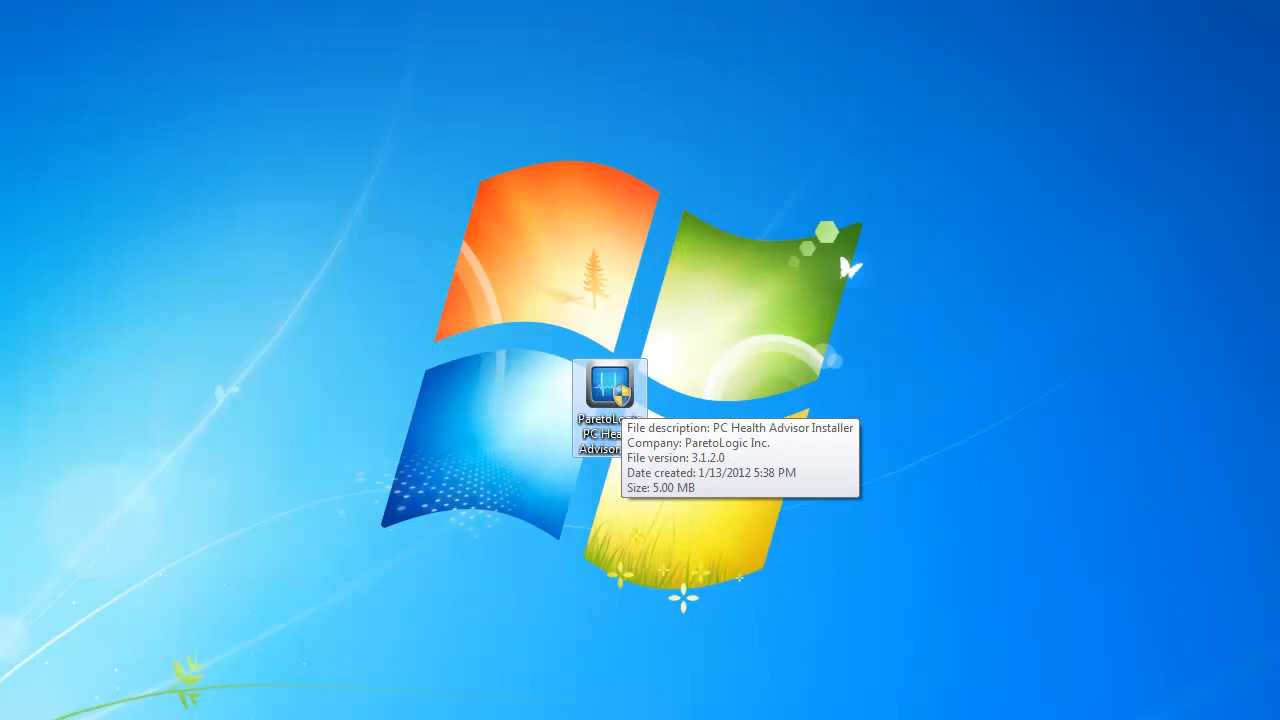 ParetoLogic
PC Hea
Advisor
File description: PC Health Advisor Installer
Company: ParetoLogic Inc.
File version: 3.1.2.0
Date created: 1/13/2012 5:38 PM
Size: 5.00 MB